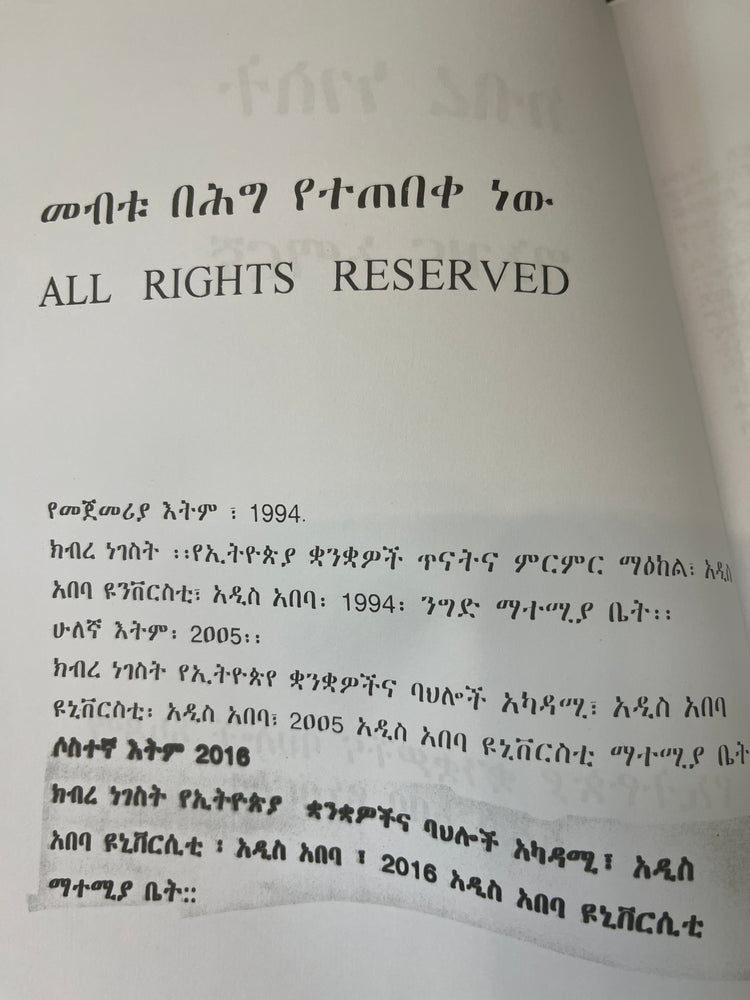 መብቱ በሕግ የተጠበቀ ነው
ALL RIGHTS RESERVED
የመጀመሪያ እትም ፣ 1994.
ክብረ ነገስት ፡፡የኢትዮጵያ ቋንቋዎች ጥናትና ምርምር ማዕከል፣ አዲስ
አበባ ዩንቨርስቲ፣ አዲስ አበባ፡ 1994፡ ንግድ ማተሚያ ቤት፡፡
ሁለኛ እትም፡ 2005፡፡
ክብረ ነገስት የኢትዮጵየ ቋንቋዎችና ባህሎች አካዳሚ፣ አዲስ አበባ
ዩኒቨርስቲ፡ አዲስ አበባ፣ 2005 አዲስ አበባ ዩኒቨርስቲ ማተሚያ ቤት
ሶስተኛ እትም 2016
ክብረ ነገስት የኢትዮጵያ ቋንቋዎችና ባህሎች አካዳሚ፣ አዲስ
አበባ ዩኒቨርሲቲ ፡ አዲስ አበባ ፣ 2016 አዲስ አበባ ዩኒቨርሲቲ
ማተሚያ ቤት፡፡